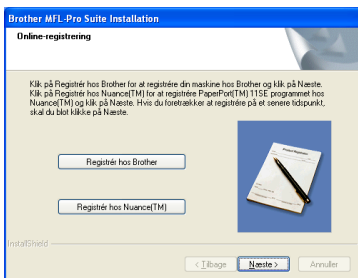 Brother MFL-Pro Suite Installation
Online-registrering
Klik på Registrér hos Brother for at registrére din maskine hos Brother og klik på Næste.
Klik på Registrér hos Nuance(TM) for at registrére PaperPort(TM) 11SE programmet hos
Nuance(TM) og klik på Næste. Hvis du foretrækker at registrére på et senere tidspunkt,
skal du blot klikke på Næste.
Registrér hos Brother
Registrér hos Nuance(TM)
InstallShield
< Tilbage
Næste >
Annuller